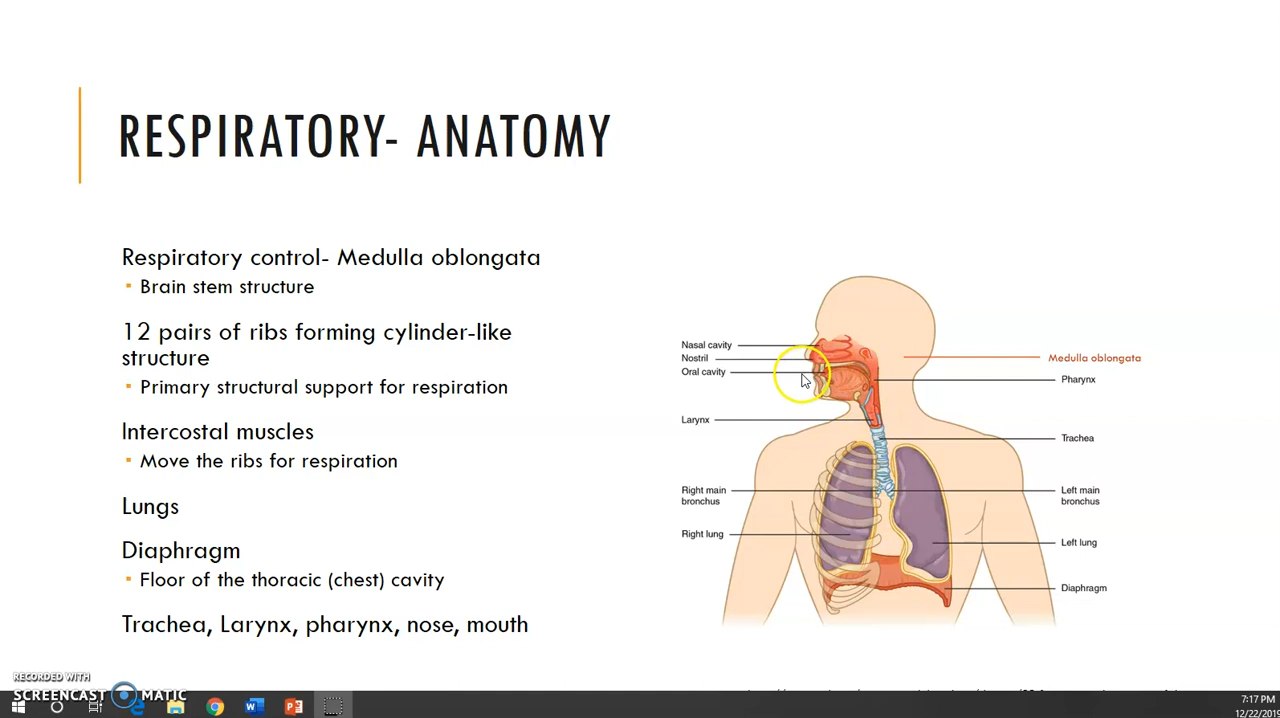 RESPIRATORY- ANATOMY
Respiratory control- Medulla oblongata
▪ Brain stem structure
12 pairs of ribs forming cylinder-like
structure
▪ Primary structural support for respiration
Intercostal muscles
▪ Move the ribs for respiration
Lungs
Diaphragm
▪ Floor of the thoracic (chest) cavity
Trachea, Larynx, pharynx, nose, mouth
Nasal cavity
Nostril
Oral cavity
Larynx
Right main
bronchus
Right lung
Medulla oblongata
Pharynx
Trachea
Left main
bronchus
Left lung
Diaphragm
RECORDED WITH
SCREENCAST MATIC
7:17 PM
12/22/2019